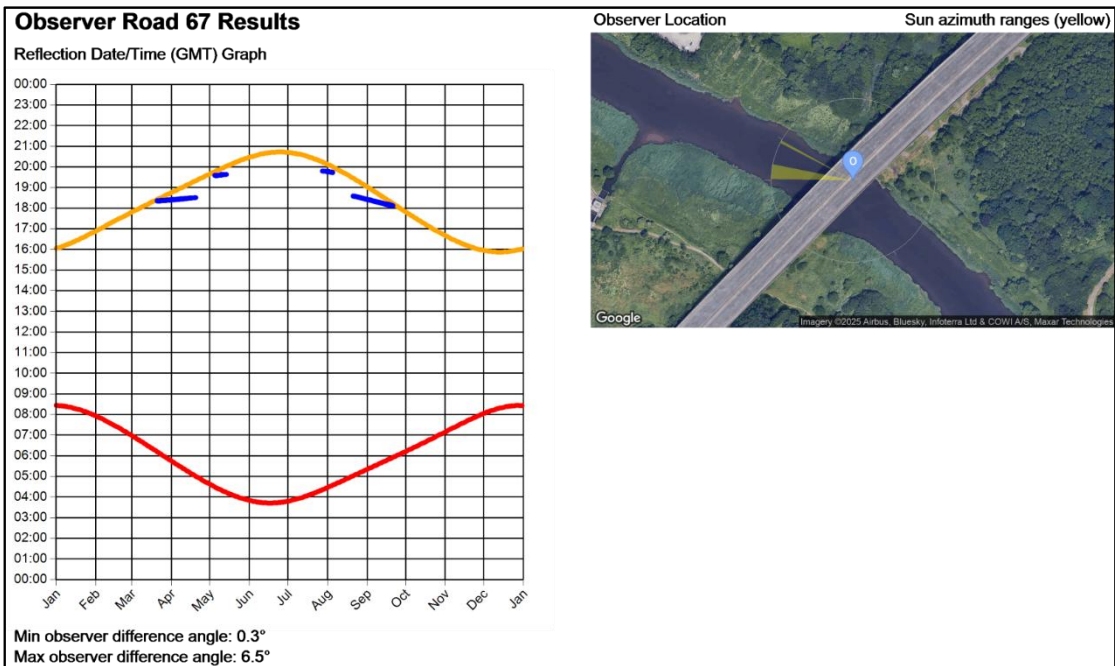 Observer Road 67 Results
Reflection Date/Time (GMT) Graph
00:00
23:00
22:00
21:00
20:00
19:00
18:00
17:00
16:00
15:00
14:00
13:00
12:00
11:00
10:00
09:00
08:00
07:00
06:00
05:00
04:00
03:00
02:00
01:00
00:00
Jan Feb Mar Apr May Jun Jul Aug Sep Oct Nov Dec Jan
Min observer difference angle: 0.3°
Max observer difference angle: 6.5°
Observer Location Sun azimuth ranges (yellow)
O
Google
Imagery ©2025 Airbus, Bluesky, Infoterra Ltd & COWI A/S, Maxar Technologies